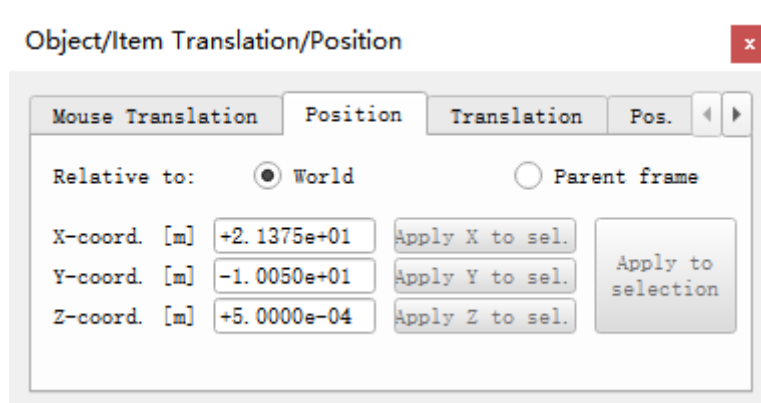 Object/Item Translation/Position
x
Mouse Translation Position Translation Pos.
Relative to: World Parent frame
X-coord. [m] +2.1375e+01 Apply X to sel.
Y-coord. [m] -1.0050e+01 Apply Y to sel.
Z-coord. [m] +5.0000e-04 Apply Z to sel.
Apply to
selection